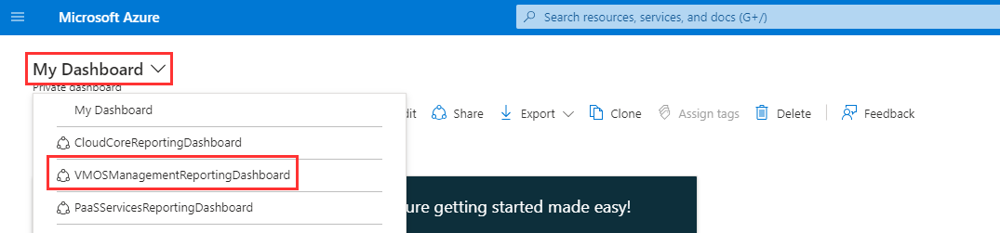 Microsoft Azure
Search resources, services, and docs (G+/)
My Dashboard
Private dashboard
My Dashboard
CloudCoreReportingDashboard
VMOSManagementReportingDashboard
PaaSServicesReportingDashboard
dit Share Export Clone Assign tags Delete Feedback
ure getting started made easy!